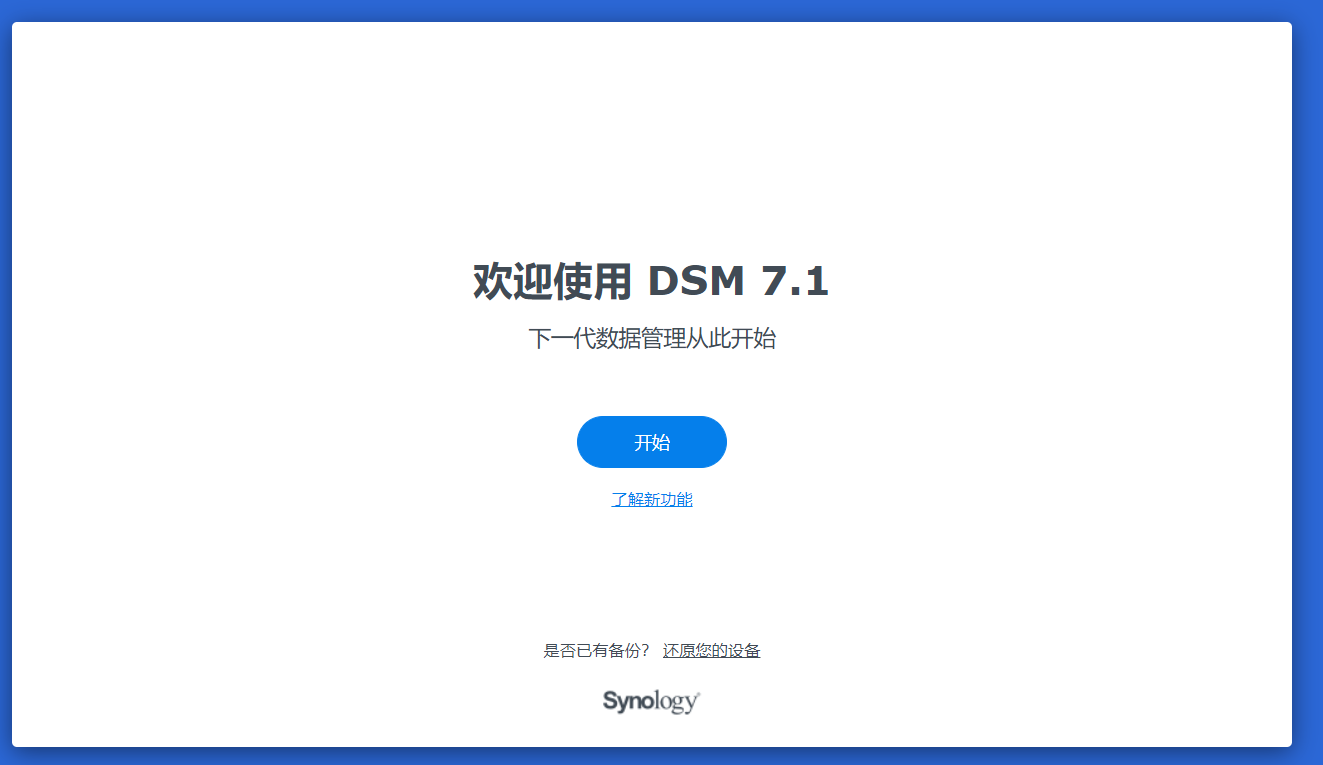 欢迎使用 DSM 7.1
下一代数据管理从此开始
开始
了解新功能
是否已有备份？ 还原您的设备
Synology